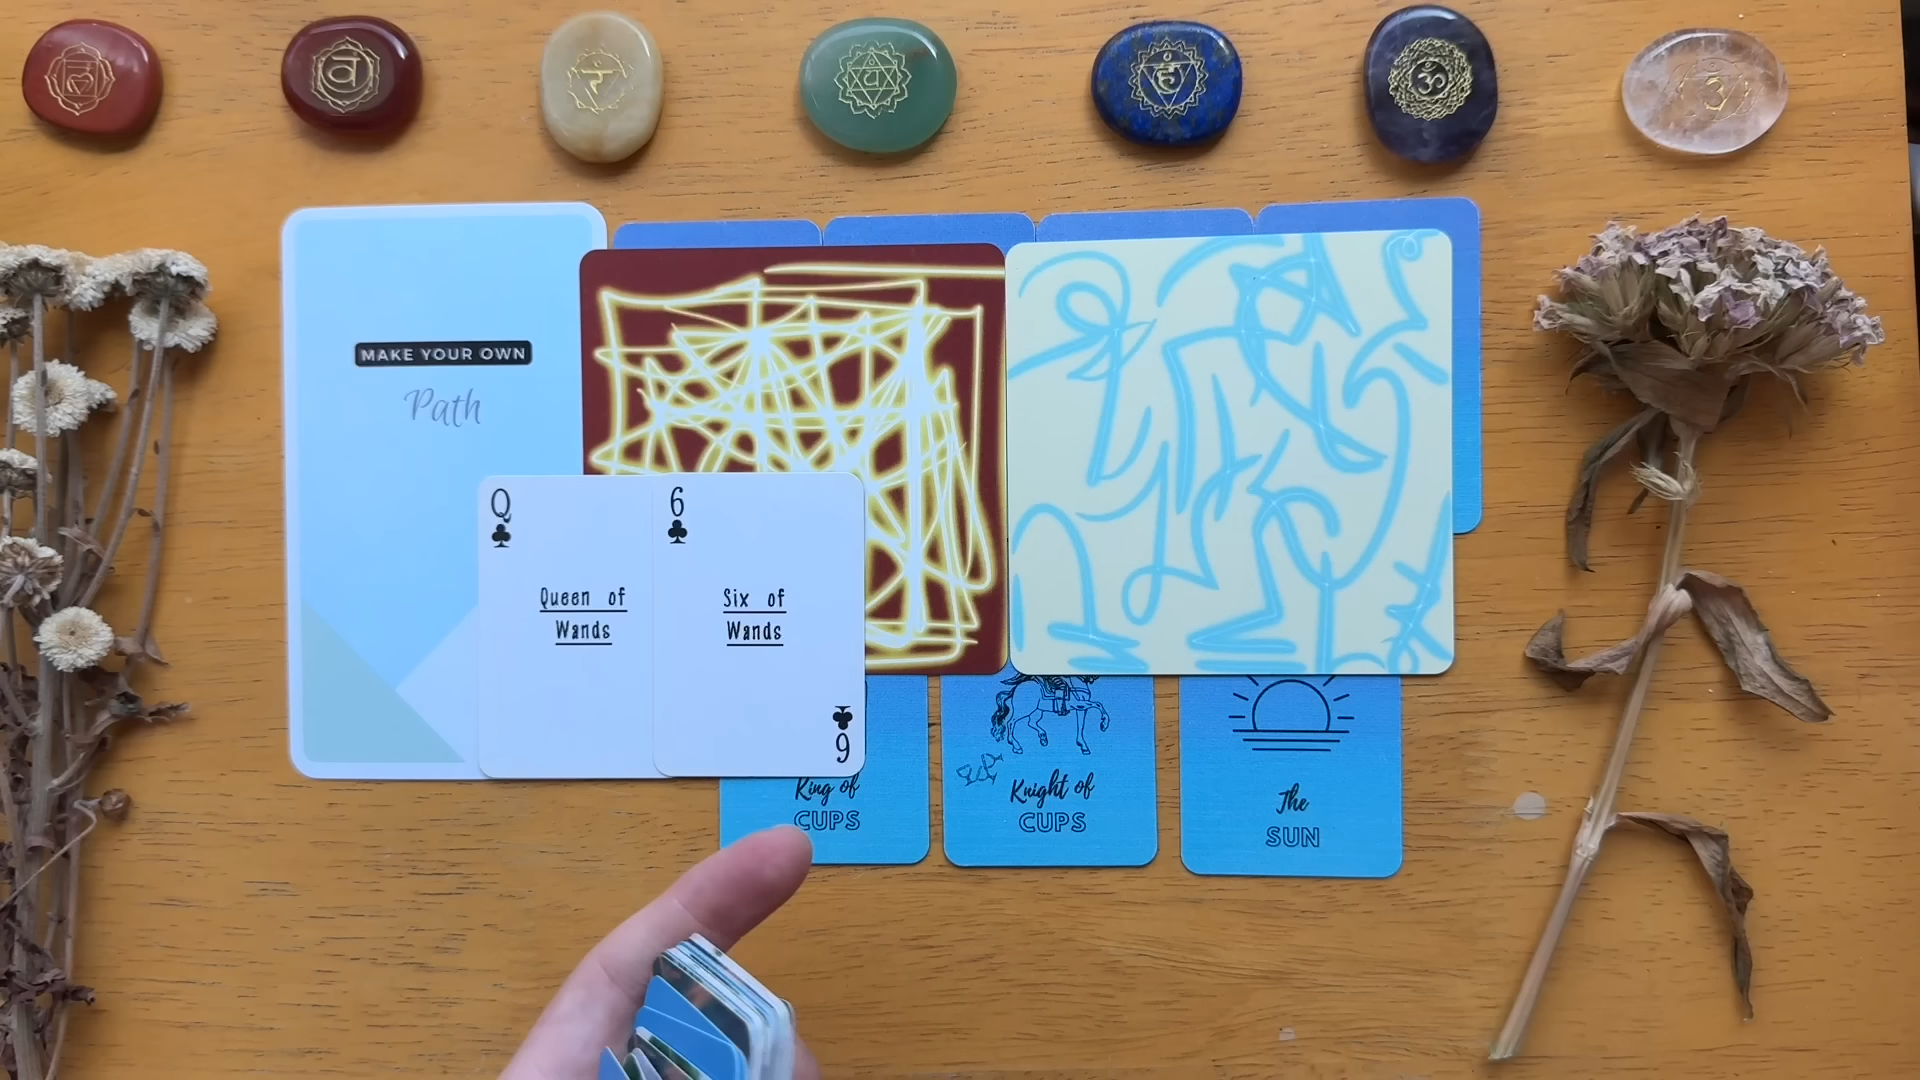 वं
रं
यं
हं
ॐ
MAKE YOUR OWN
Path
Q
Queen of
Wands
6
Six of
Wands
6
King of
CUPS
Knight of
CUPS
The
SUN